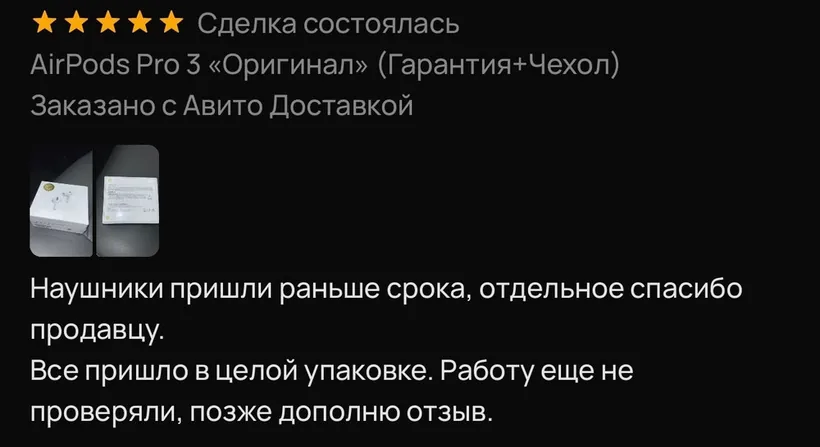 Сделка состоялась
AirPods Pro 3 «Оригинал» (Гарантия+Чехол)
Заказано с Авито Доставкой
Наушники пришли раньше срока, отдельное спасибо
продавцу.
Все пришло в целой упаковке. Работу еще не
проверяли, позже дополню отзыв.